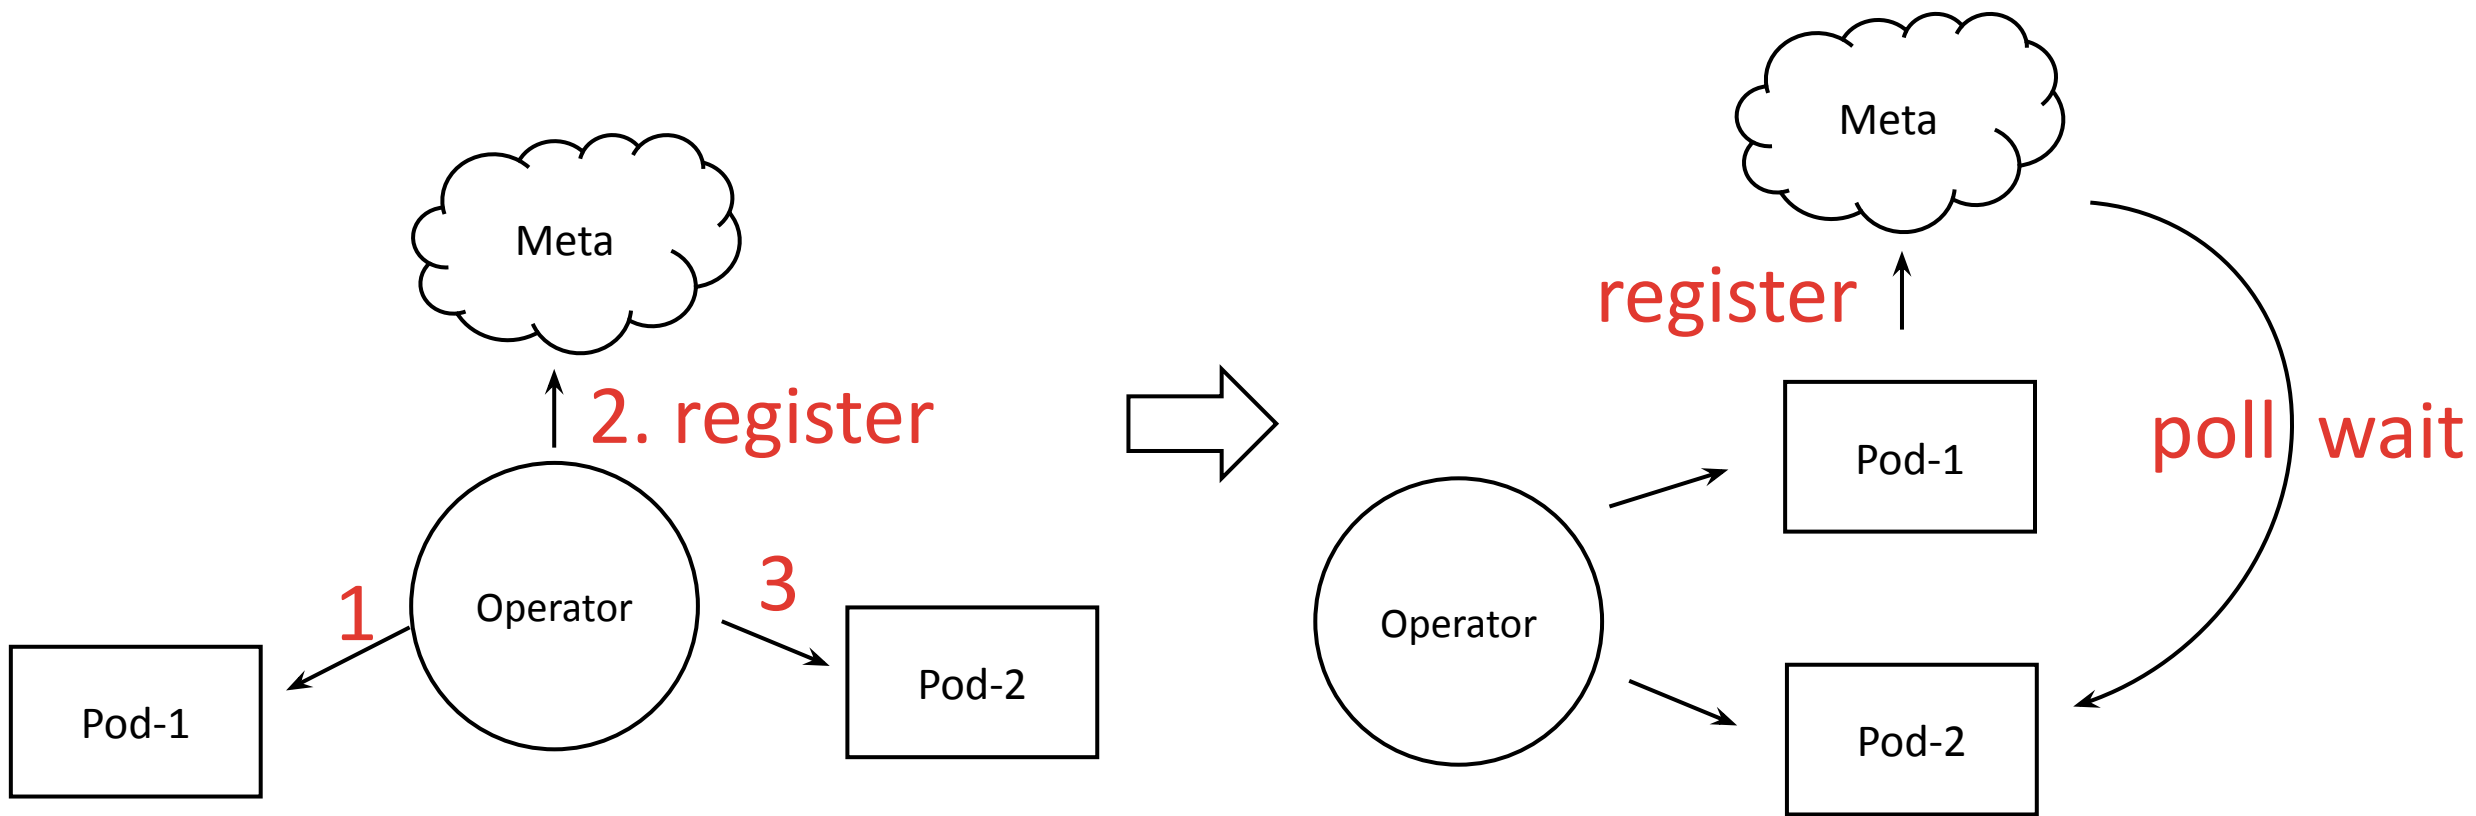 Meta
2. register
Operator
1
3
Pod-1
Pod-2
Meta
register
Pod-1
poll wait
Operator
Pod-2